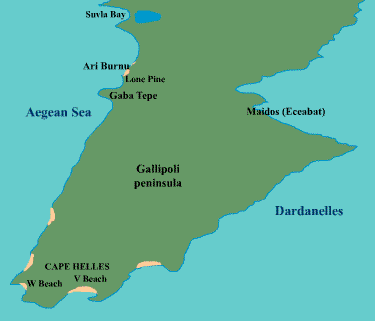 Suvla Bay
Ari Burnu
Lone Pine
Gaba Tepe
Aegean Sea
Maidos (Eceabat)
Gallipoli
peninsula
Dardanelles
CAPE HELLES
V Beach
W Beach